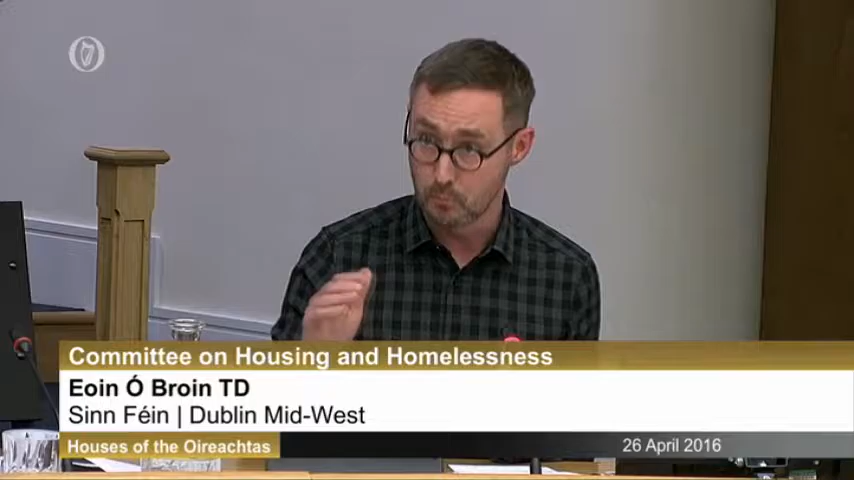 Committee on Housing and Homelessness
Eoin Ó Broin TD
Sinn Féin | Dublin Mid-West
Houses of the Oireachtas
26 April 2016